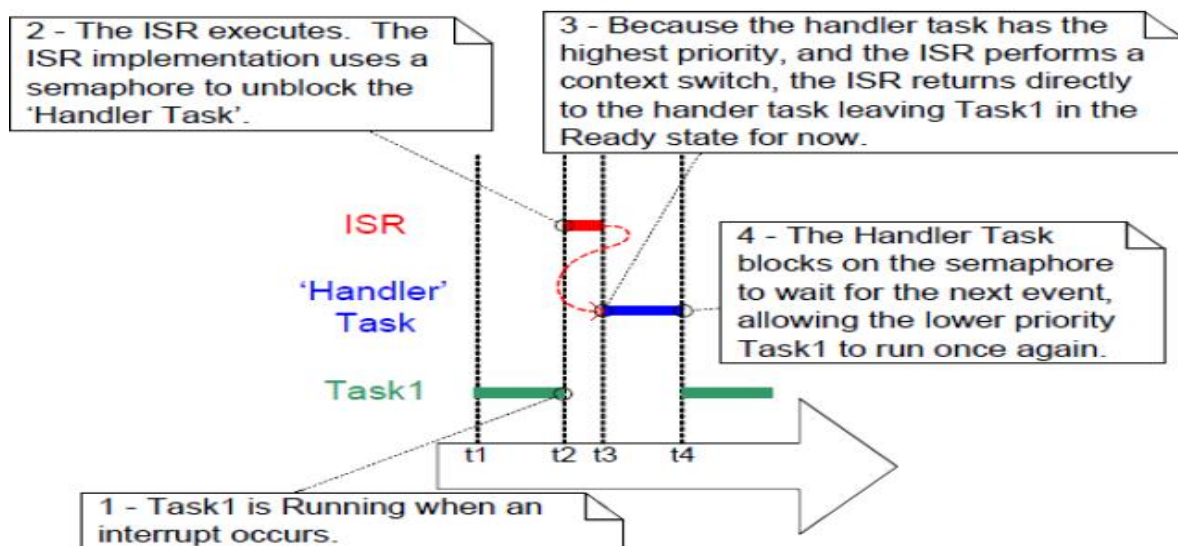 2 - The ISR executes. The
ISR implementation uses a
semaphore to unblock the
‘Handler Task’.
3 - Because the handler task has the
highest priority, and the ISR performs a
context switch, the ISR returns directly
to the hander task leaving Task1 in the
Ready state for now.
ISR
‘Handler’
Task
4 - The Handler Task
blocks on the semaphore
to wait for the next event,
allowing the lower priority
Task1 to run once again.
Task1
t1 t2 t3 t4
1 - Task1 is Running when an
interrupt occurs.